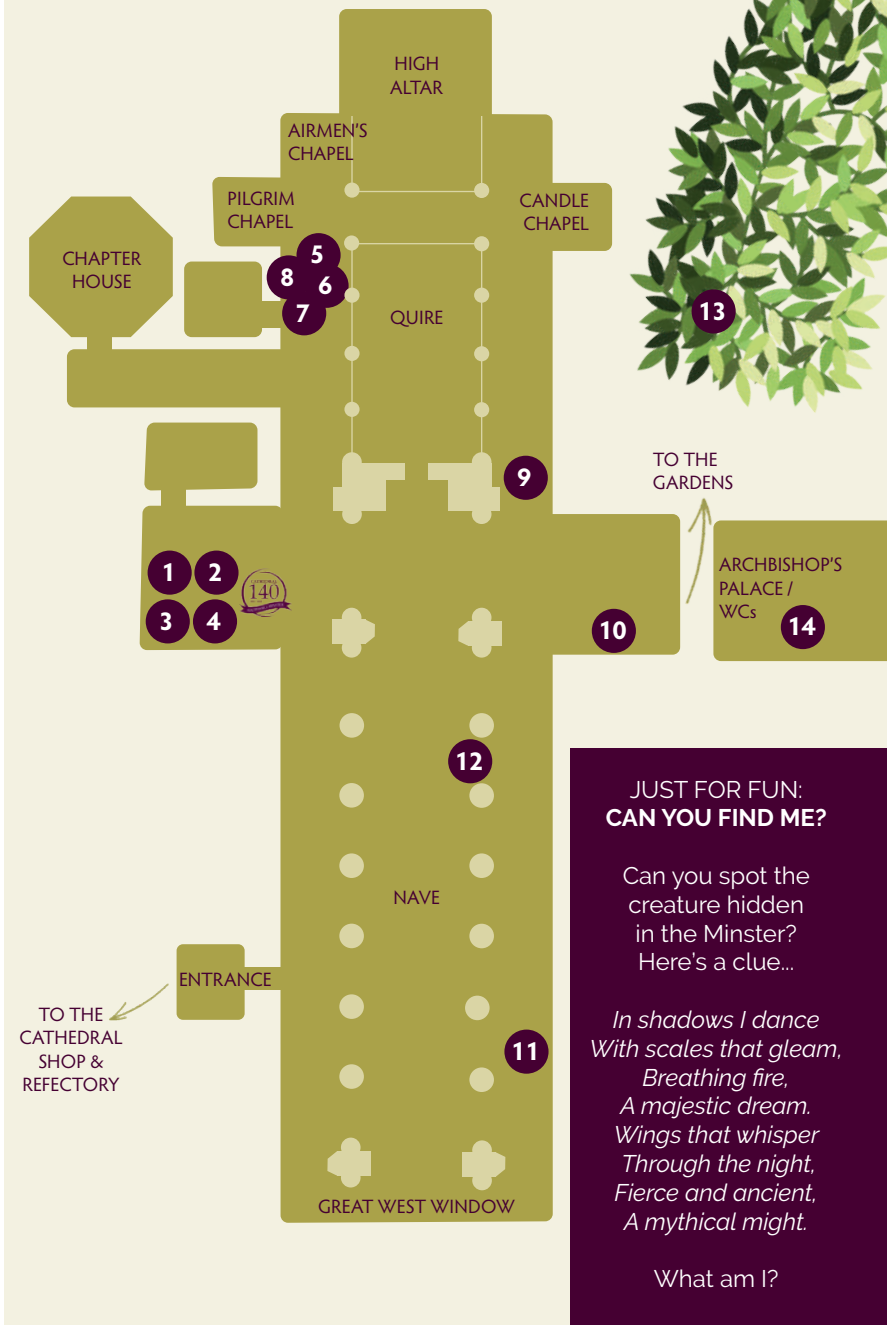 HIGH
ALTAR
AIRMEN'S
CHAPEL
PILGRIM
CHAPEL
CANDLE
CHAPEL
CHAPTER
HOUSE
5
8
6
7
QUIRE
13
9
TO THE
GARDENS
1
2
3
4
140
ARCHBISHOP'S
PALACE /
WCs
14
10
12
NAVE
ENTRANCE
TO THE
CATHEDRAL
SHOP &
REFECTORY
11
GREAT WEST WINDOW
JUST FOR FUN:
CAN YOU FIND ME?
Can you spot the
creature hidden
in the Minster?
Here's a clue...
In shadows I dance
With scales that gleam,
Breathing fire,
A majestic dream.
Wings that whisper
Through the night,
Fierce and ancient,
A mythical might.
What am I?